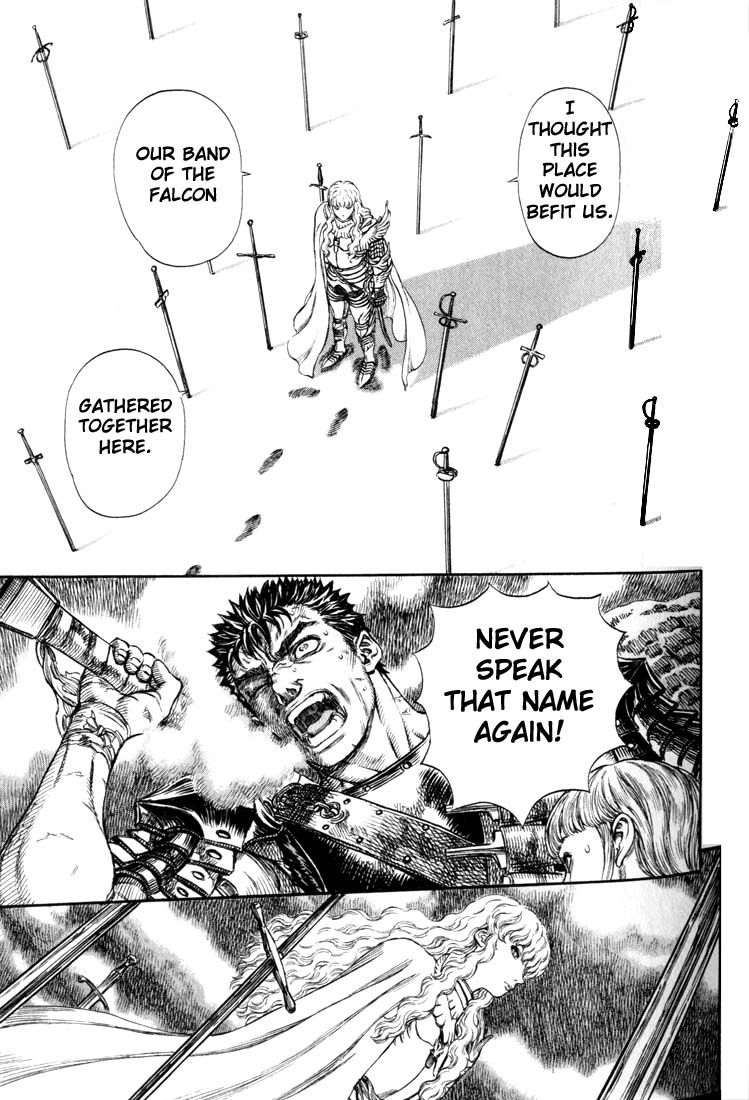 I
THOUGHT
THIS
PLACE
WOULD
BEFIT US.
OUR BAND
OF THE
FALCON
GATHERED
TOGETHER
HERE.
NEVER
SPEAK
THAT NAME
AGAIN!